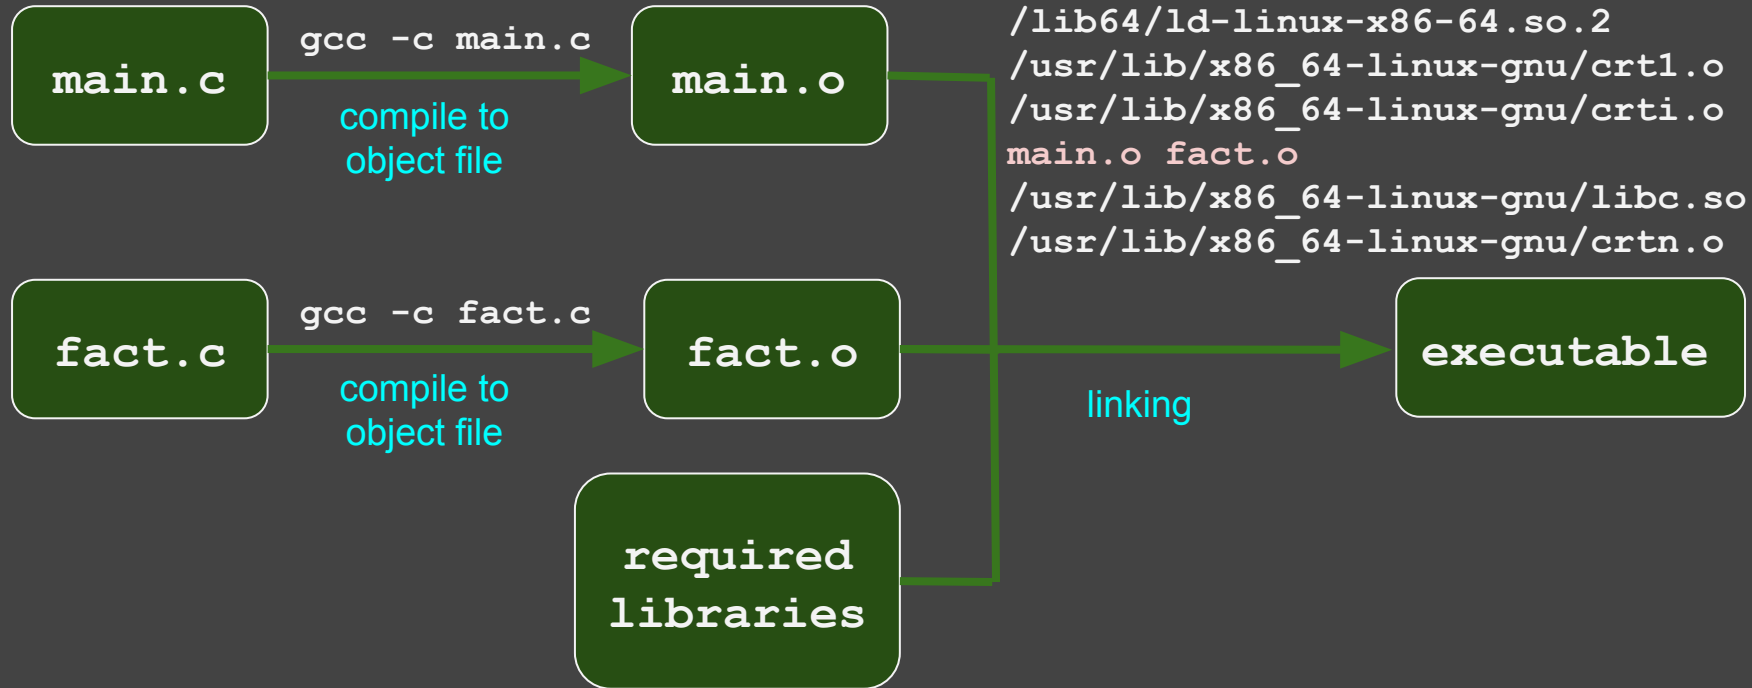 main.c
gcc -c main.c
compile to
object file
main.o
/lib64/ld-linux-x86-64.so.2
/usr/lib/x86_64-linux-gnu/crt1.o
/usr/lib/x86_64-linux-gnu/crti.o
main.o fact.o
/usr/lib/x86_64-linux-gnu/libc.so
/usr/lib/x86_64-linux-gnu/crtn.o
fact.c
gcc -c fact.c
compile to
object file
fact.o
linking
executable
required
libraries